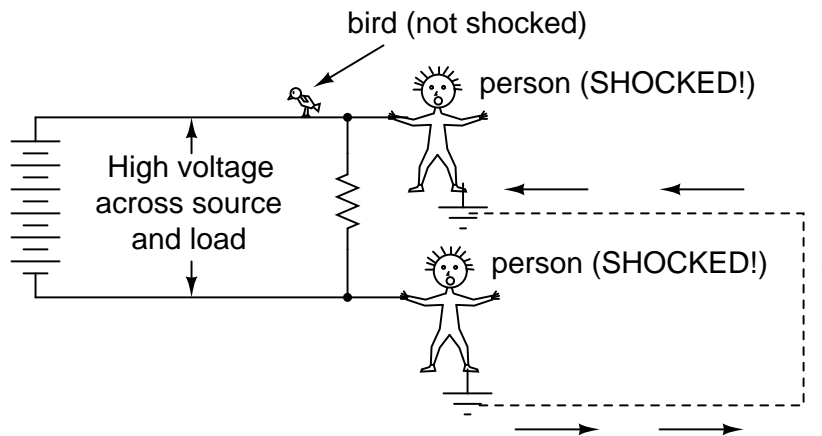 bird (not shocked)
person (SHOCKED!)
High voltage
across source
and load
person (SHOCKED!)